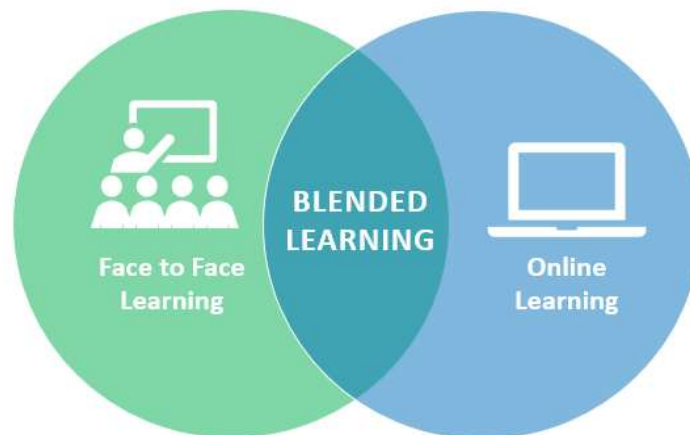 Face to Face
Learning
BLENDED
LEARNING
Online
Learning